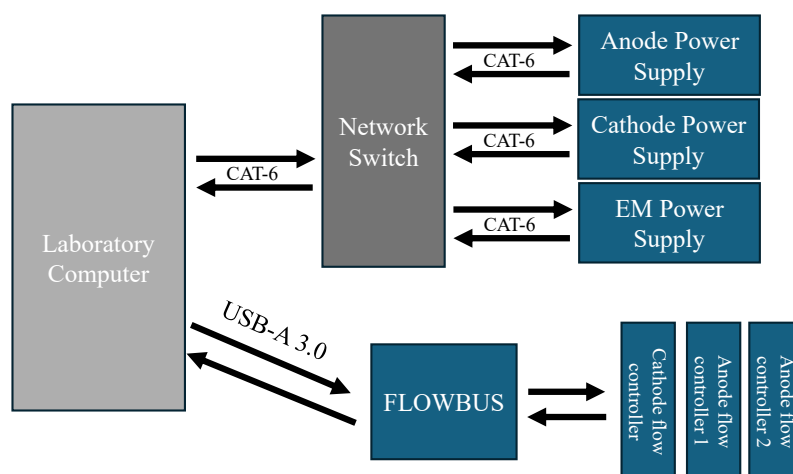 Anode Power
Supply
CAT-6
Network
Switch
Cathode Power
Supply
CAT-6
CAT-6
EM Power
Supply
CAT-6
Laboratory
Computer
USB-A 3.0
FLOWBUS
Cathode flow
controller
Anode flow
controller 1
Anode flow
controller 2